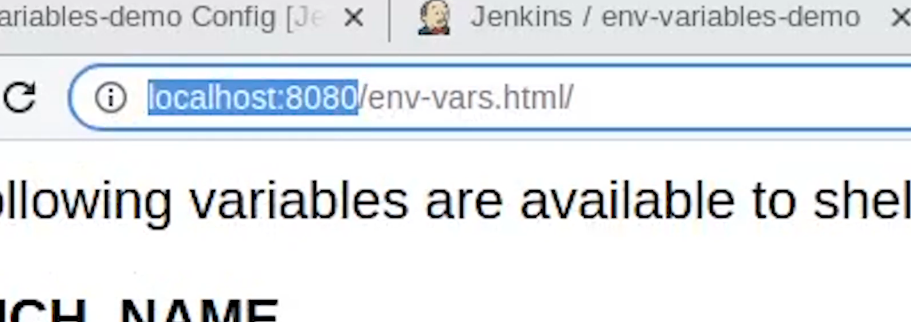 ariables-demo Config [Je
Jenkins / env-variables-demo
localhost:8080/env-vars.html/
ollowing variables are available to shel
NCH_NAME